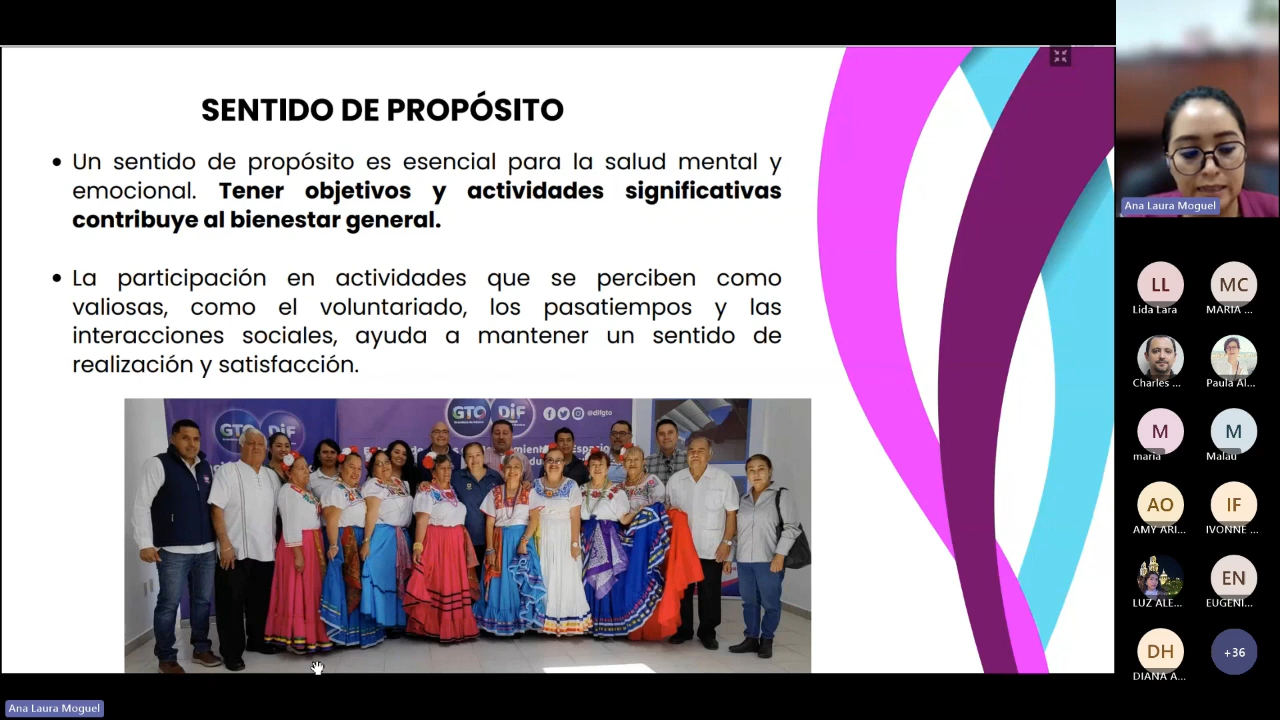 SENTIDO DE PROPÓSITO
• Un sentido de propósito es esencial para la salud mental y
emocional. Tener objetivos y actividades significativas
contribuye al bienestar general.
• La participación en actividades que se perciben como
valiosas, como el voluntariado, los pasatiempos y las
interacciones sociales, ayuda a mantener un sentido de
realización y satisfacción.
GTO DiF
GTO DiF @difgto
Ana Laura Moguel
LL MC
Lida Lara MARIA ...
Charles ... Paula Al...
M M
maria Malau
AO IF
AMY ARI... IVONNE ...
EN
LUZ ALE... EUGENI...
DH +36
DIANA A...
Ana Laura Moguel